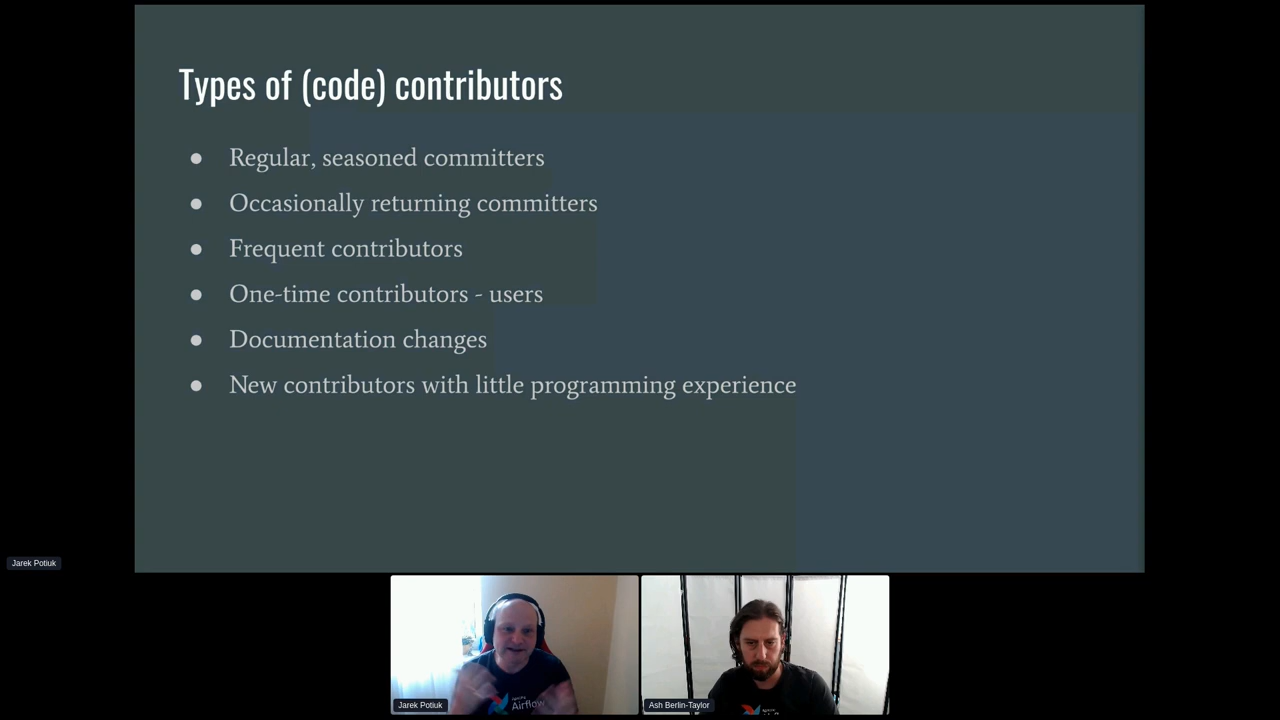 Types of (code) contributors
● Regular, seasoned committers
● Occasionally returning committers
● Frequent contributors
● One-time contributors - users
● Documentation changes
● New contributors with little programming experience
Jarek Potiuk
Airflow
Jarek Potiuk
Ash Berlin-Taylor